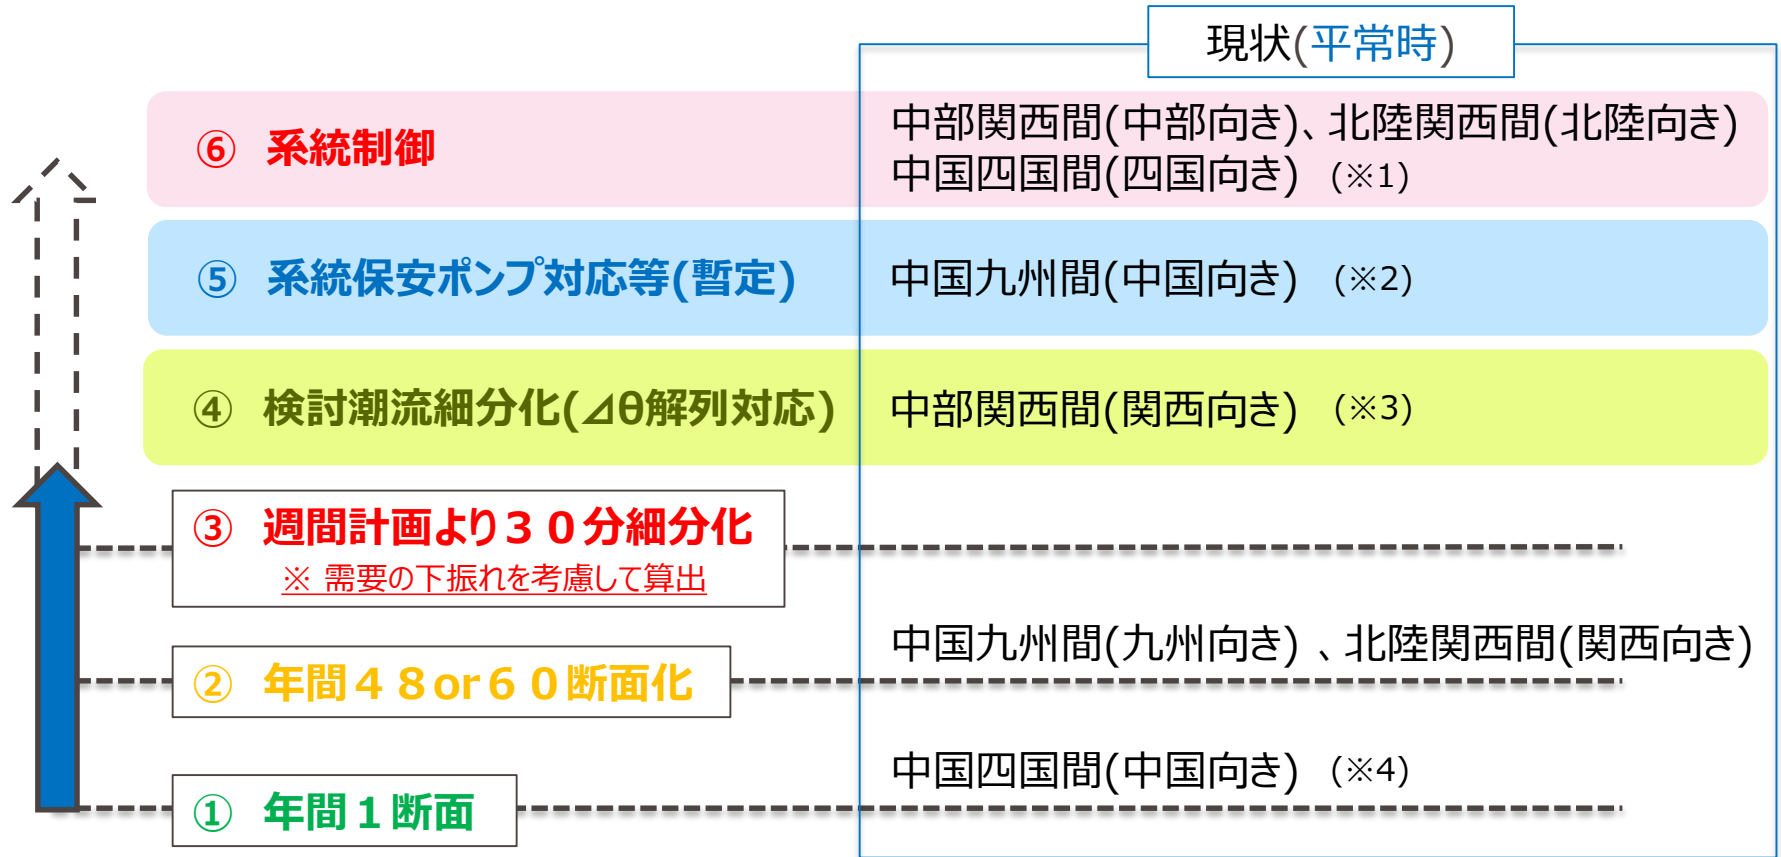 現状(平常時)
⑥ 系統制御
中部関西間(中部向き)、北陸関西間(北陸向き)
中国四国間(四国向き) (※1)
⑤ 系統保安ポンプ対応等(暫定)
中国九州間(中国向き) (※2)
④ 検討潮流細分化(⊿θ解列対応)
中部関西間(関西向き) (※3)
③ 週間計画より30分細分化
※ 需要の下振れを考慮して算出
中国九州間(九州向き) 、北陸関西間(関西向き)
② 年間48or60断面化
中国四国間(中国向き) (※4)
① 年間1断面